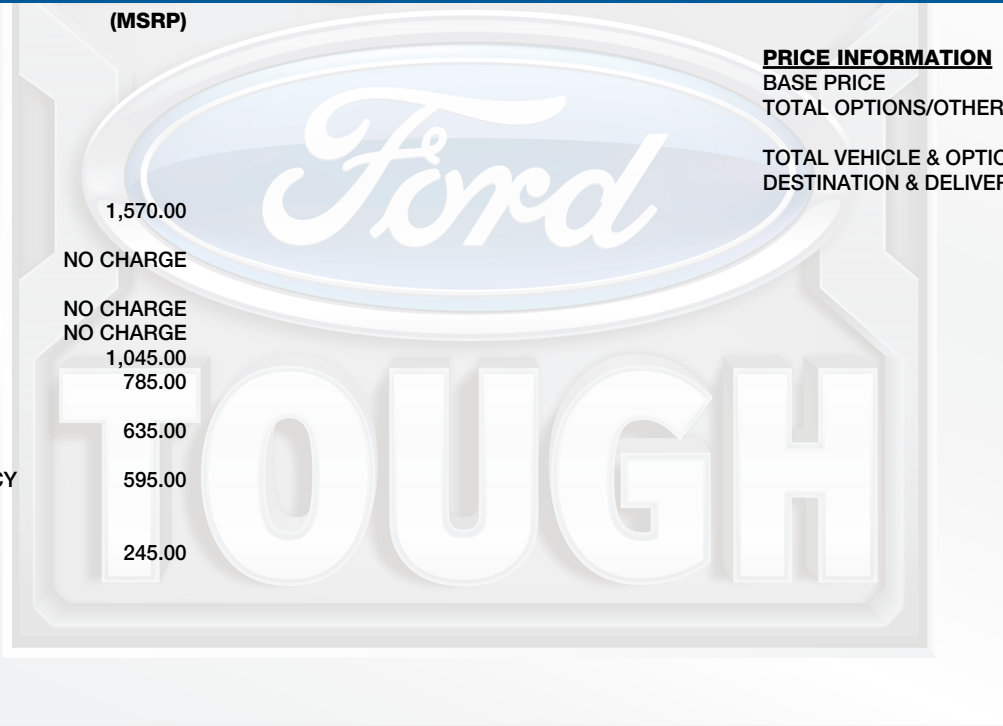 (MSRP)
1,570.00
NO CHARGE
NO CHARGE
NO CHARGE
1,045.00
785.00
635.00
CY 595.00
245.00
PRICE INFORMATION
BASE PRICE
TOTAL OPTIONS/OTHER
TOTAL VEHICLE & OPTIO
DESTINATION & DELIVER
Ford
TOUGH